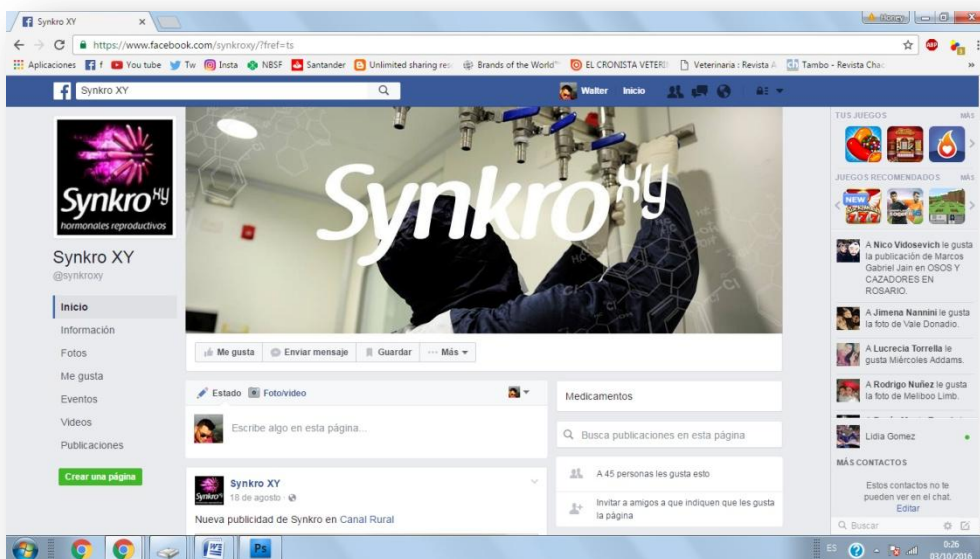 Synkro XY
Honey
https://www.facebook.com/synkroxy/?fref=ts
Aplicaciones
f
You tube
Tw
Insta
NBSF
Santander
Unlimited sharing
Brands of the World
EL CRONISTA
Veterinaria : Revista A
Tambo - Revista
Synkro XY
Walter
Inicio
Synkro XY
hormonales reproductivos
Synkro XY
@synkroxy
Inicio
Información
Fotos
Me gusta
Eventos
Videos
Publicaciones
Crear una página
Synkro XY
Me gusta
Enviar mensaje
Guardar
Más
Estado
Foto/video
Escribe algo en esta página...
Synkro XY
18 de agosto
Nueva publicidad de Synkro en Canal Rural
Medicamentos
Busca publicaciones en esta página
A 45 personas les gusta esto
Invitar a amigos a que indiquen que les gusta
la página
TUS JUEGOS
MÁS
JUEGOS RECOMENDADOS
MÁS
NEW
A Nico Vidosevich le gusta
la publicación de Marcos
Gabriel Jain en OSOS Y
CAZADORES EN
ROSARIO.
A Jimena Nannini le gusta
la foto de Vale Donadio.
A Lucrecia Torrella le
gusta Miércoles Addams.
A Rodrigo Nuñez le gusta
la foto de Meliboo Limb.
Lidia Gomez
MÁS CONTACTOS
Estos contactos no te
pueden ver en el chat.
Editar
Buscar
Ps
ES
0:26
03/10/2016